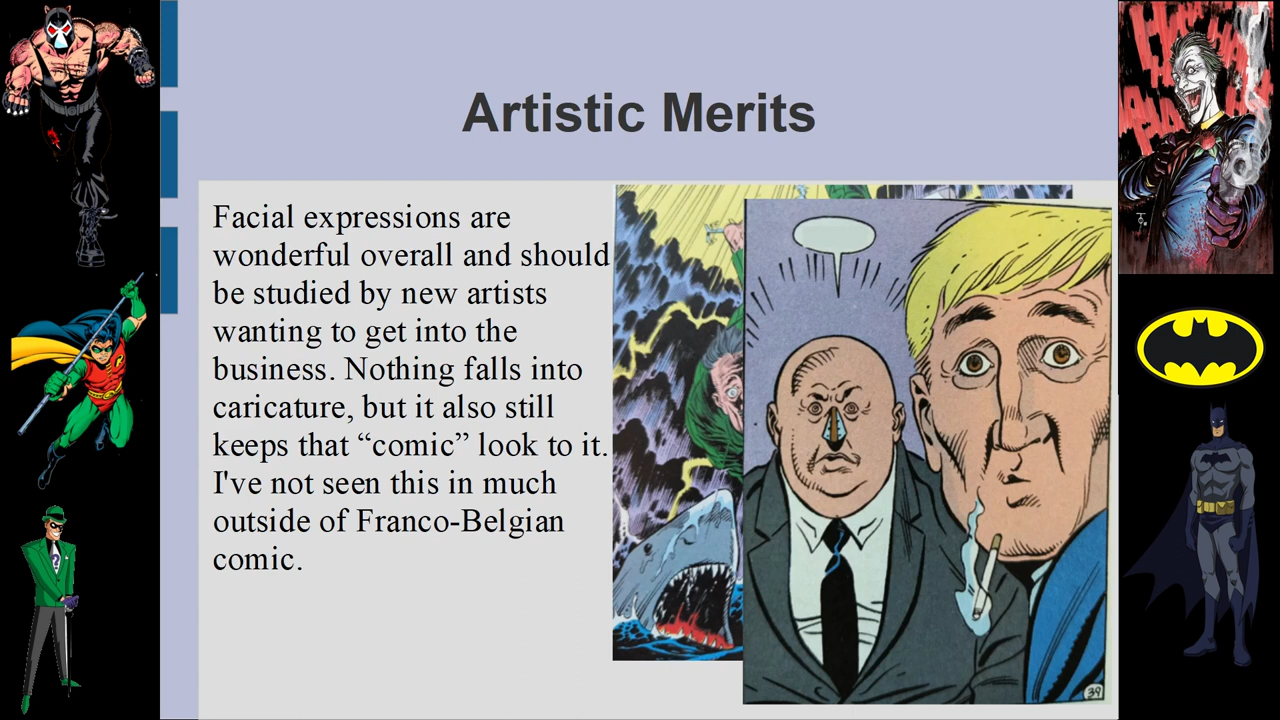 Artistic Merits
Facial expressions are
wonderful overall and should
be studied by new artists
wanting to get into the
business. Nothing falls into
caricature, but it also still
keeps that “comic” look to it.
I've not seen this in much
outside of Franco-Belgian
comic.
39